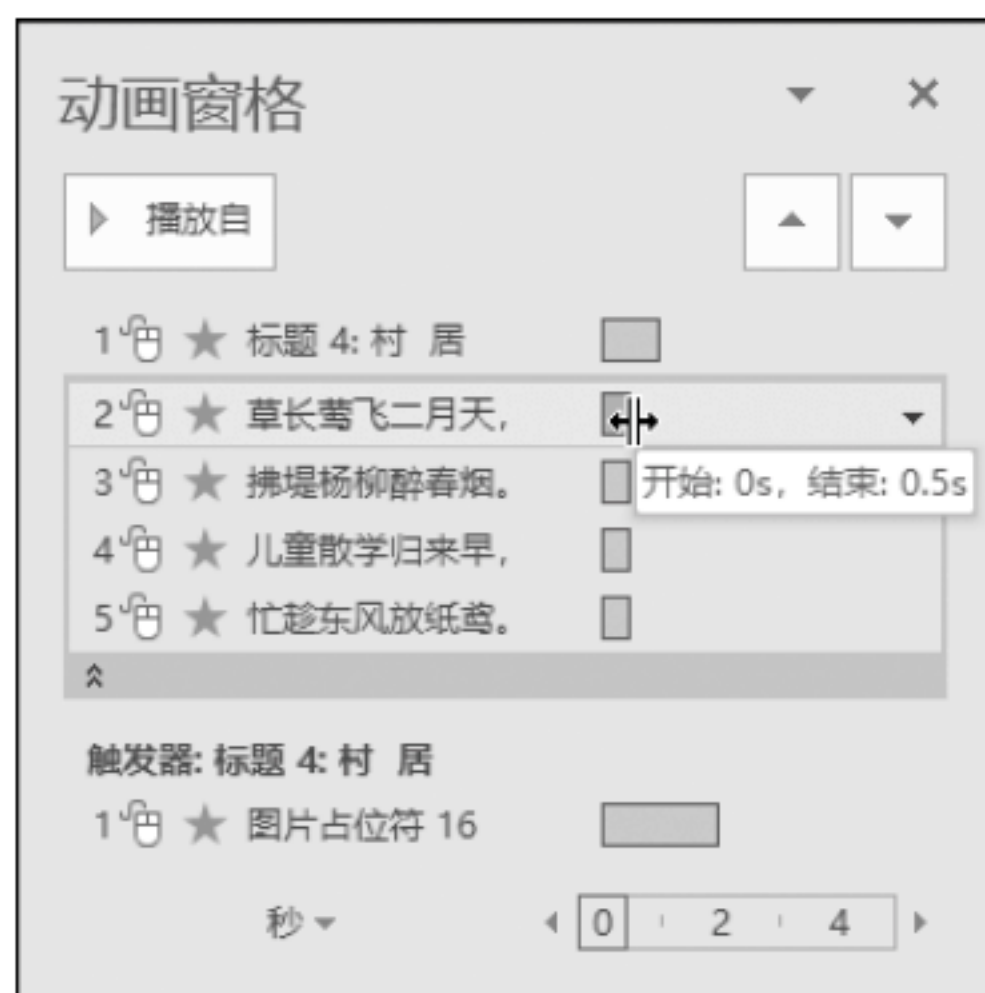 动画窗格
播放自
1 标题 4: 村 居
2 草长莺飞二月天，
3 拂堤杨柳醉春烟。
开始: 0s，结束: 0.5s
4 儿童散学归来早，
5 忙趁东风放纸鸢。
触发器: 标题 4: 村 居
1 图片占位符 16
秒
0 2 4